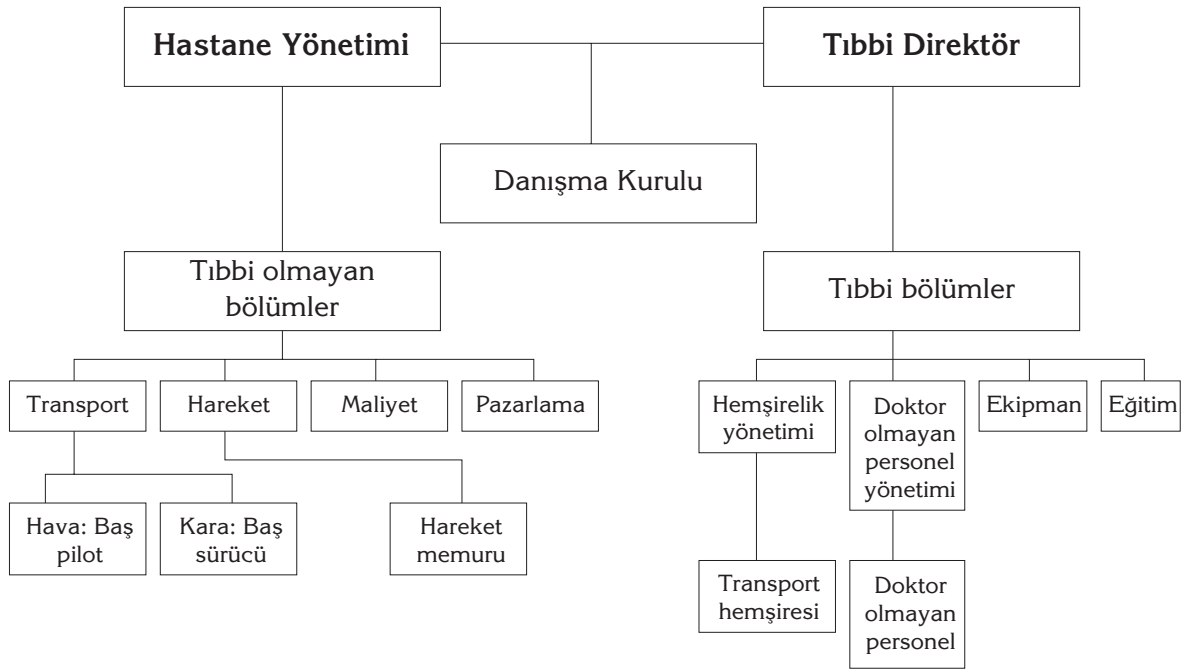 Hastane Yönetimi
Tıbbi Direktör
Danışma Kurulu
Tıbbi olmayan
bölümler
Tıbbi bölümler
Transport
Hareket
Maliyet
Pazarlama
Hemşirelik
yönetimi
Doktor
olmayan
personel
yönetimi
Ekipman
Eğitim
Hava: Baş
pilot
Kara: Baş
sürücü
Hareket
memuru
Transport
hemşiresi
Doktor
olmayan
personel